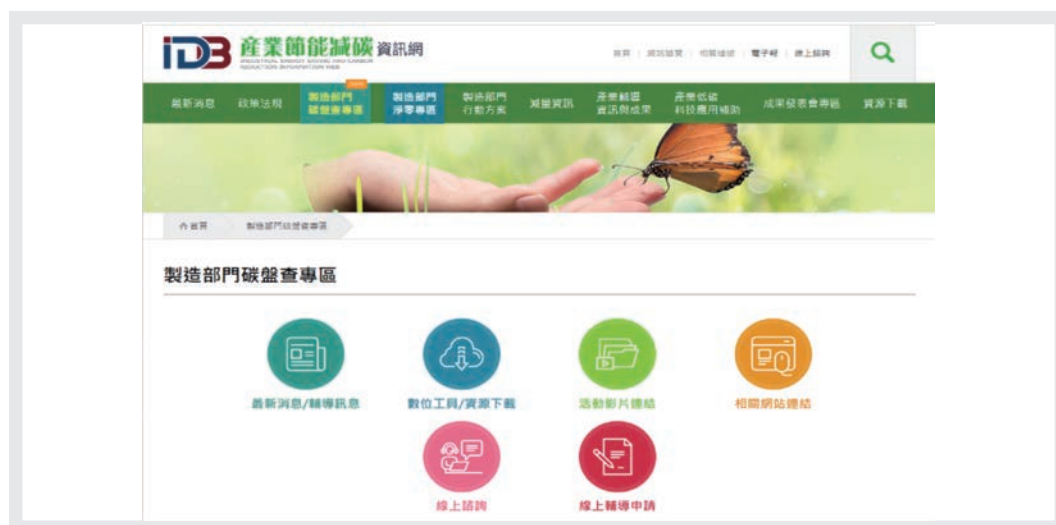 IDB 產業節能減碳 資訊網
INDUSTRIAL ENERGY SAVING AND CARBON
REDUCTION INFORMATION WEB
首頁 | 網站導覽 | 相關連結 | 電子報 | 線上諮詢
最新消息
政策法規
製造部門
碳盤查專區
製造部門
淨零專區
製造部門
行動方案
減量資訊
產業輔導
資訊與成果
產業低碳
科技應用補助
成果發表會專區
資源下載
首頁
製造部門碳盤查專區
製造部門碳盤查專區
最新消息/輔導訊息
數位工具/資源下載
活動影片連結
相關網站連結
線上諮詢
線上輔導申請